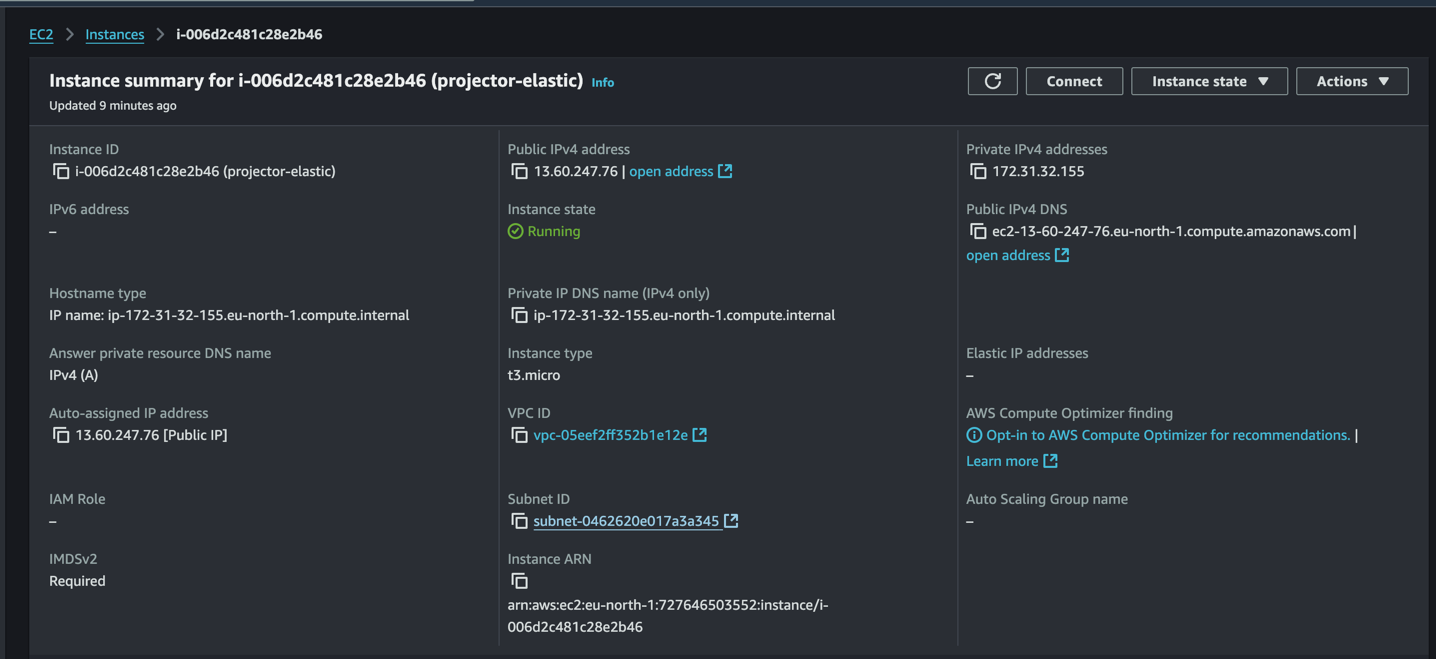 EC2 > Instances > i-006d2c481c28e2b46
Instance summary for i-006d2c481c28e2b46 (projector-elastic) Info
Updated 9 minutes ago
Connect
Instance state
Actions
Instance ID
i-006d2c481c28e2b46 (projector-elastic)
Public IPv4 address
13.60.247.76 | open address
Private IPv4 addresses
172.31.32.155
IPv6 address
–
Instance state
Running
Public IPv4 DNS
ec2-13-60-247-76.eu-north-1.compute.amazonaws.com |
open address
Hostname type
IP name: ip-172-31-32-155.eu-north-1.compute.internal
Private IP DNS name (IPv4 only)
ip-172-31-32-155.eu-north-1.compute.internal
Answer private resource DNS name
IPv4 (A)
Instance type
t3.micro
Elastic IP addresses
–
Auto-assigned IP address
13.60.247.76 [Public IP]
VPC ID
vpc-05eef2ff352b1e12e
AWS Compute Optimizer finding
Opt-in to AWS Compute Optimizer for recommendations. |
Learn more
IAM Role
–
Subnet ID
subnet-0462620e017a3a345
Auto Scaling Group name
–
IMDSv2
Required
Instance ARN
arn:aws:ec2:eu-north-1:727646503552:instance/i-
006d2c481c28e2b46